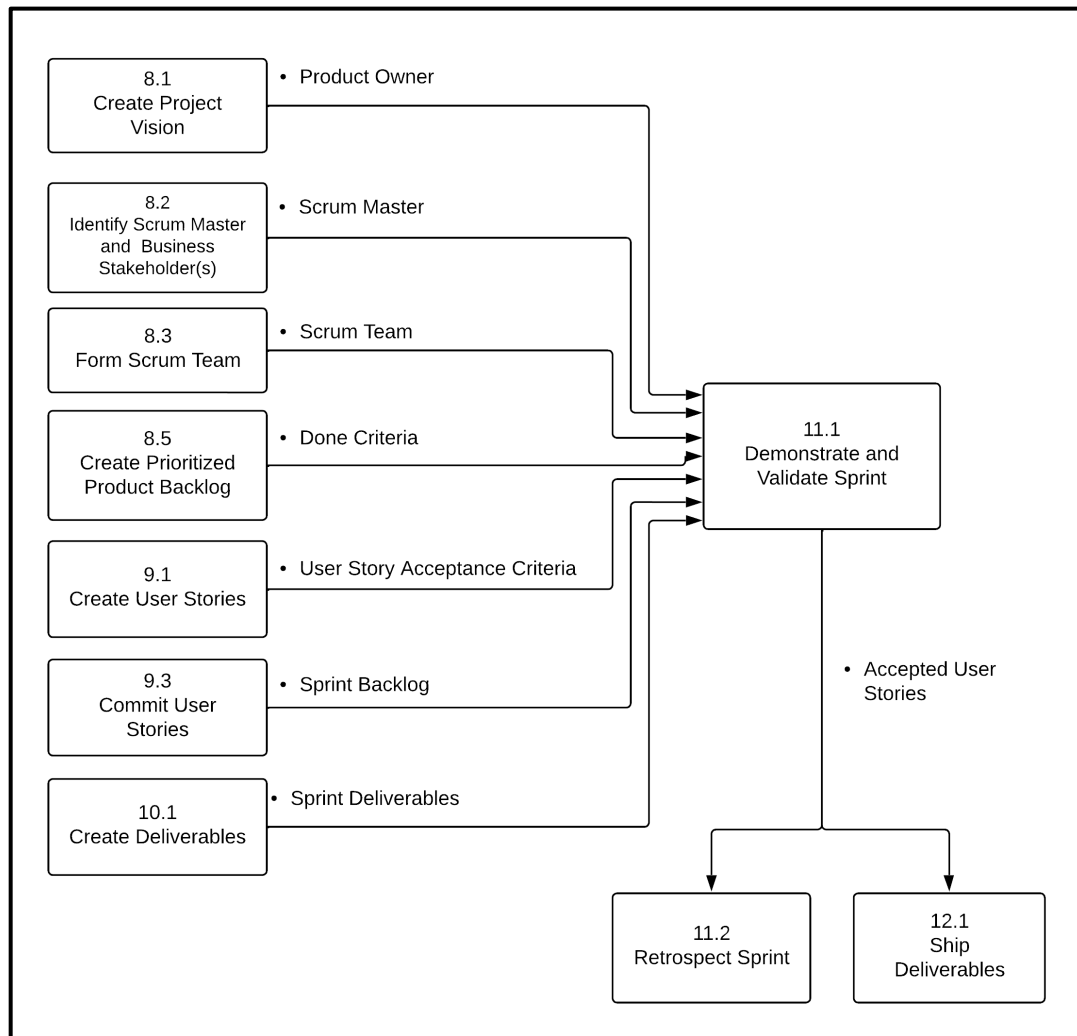 8.1
Create Project
Vision
• Product Owner
8.2
Identify Scrum Master
and Business
Stakeholder(s)
• Scrum Master
8.3
Form Scrum Team
• Scrum Team
8.5
Create Prioritized
Product Backlog
• Done Criteria
9.1
Create User Stories
• User Story Acceptance Criteria
9.3
Commit User
Stories
• Sprint Backlog
10.1
Create Deliverables
• Sprint Deliverables
11.1
Demonstrate and
Validate Sprint
• Accepted User
Stories
11.2
Retrospect Sprint
12.1
Ship
Deliverables